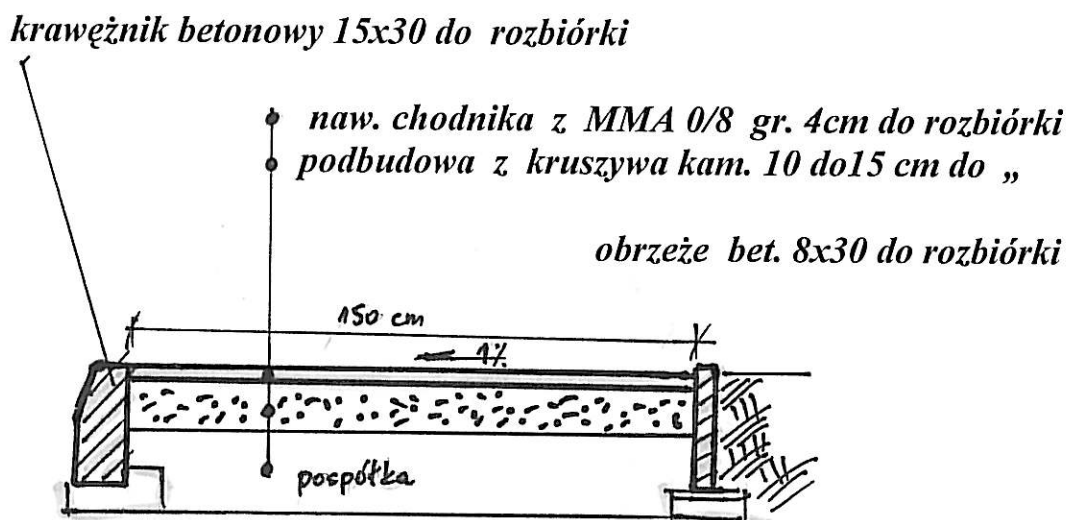 krawężnik betonowy 15x30 do rozbiórki
naw. chodnika z MMA 0/8 gr. 4cm do rozbiórki
podbudowa z kruszywa kam. 10 do15 cm do „
obrzeże bet. 8x30 do rozbiórki
150 cm
1%
pospółka